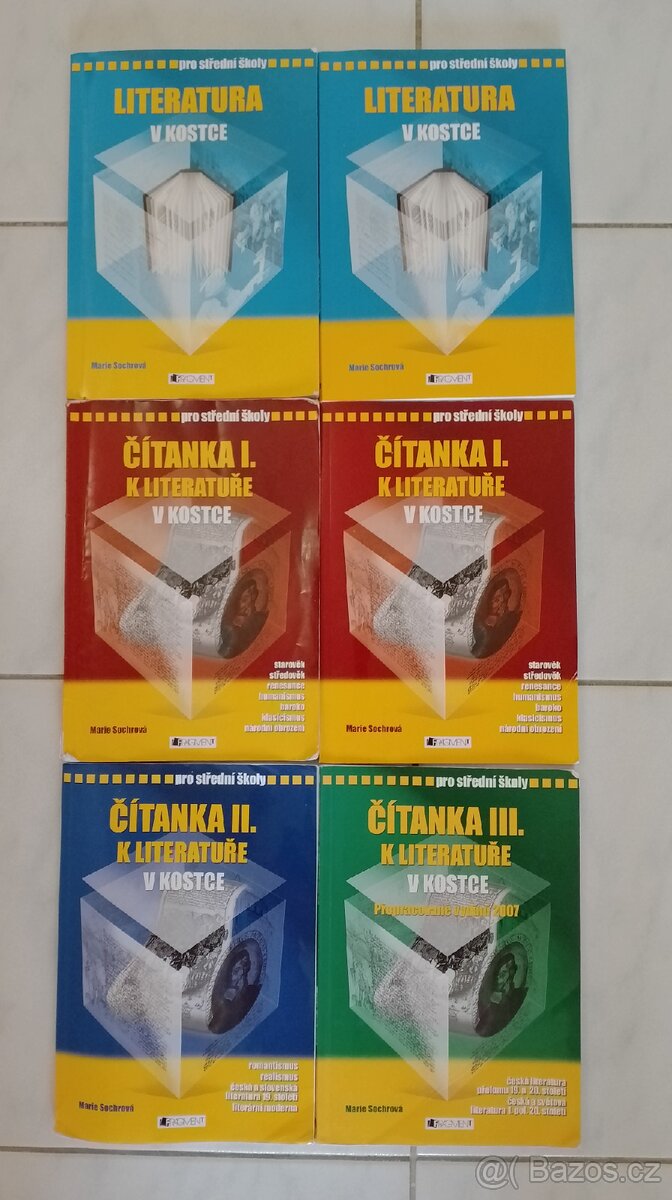 pro střední školy
LITERATURA
V KOSTCE
Marie Sochrová
FRAGMENT
pro střední školy
LITERATURA
V KOSTCE
Marie Sochrová
FRAGMENT
pro střední školy
ČÍTANKA I.
K LITERATUŘE
V KOSTCE
starověk
středověk
renesance
humanismus
baroko
klasicismus
národní obrození
Marie Sochrová
FRAGMENT
pro střední školy
ČÍTANKA I.
K LITERATUŘE
V KOSTCE
starověk
středověk
renesance
humanismus
baroko
klasicismus
národní obrození
Marie Sochrová
FRAGMENT
pro střední školy
ČÍTANKA II.
K LITERATUŘE
V KOSTCE
romantismus
realismus
česká a slovenská
literatura 19. století
literární moderna
Marie Sochrová
FRAGMENT
pro střední školy
ČÍTANKA III.
K LITERATUŘE
V KOSTCE
Přepracované vydání 2007
česká literatura
přelomu 19. a 20. století
česká a světová
literatura 1. pol. 20. století
Marie Sochrová
FRAGMENT
Bazos.cz